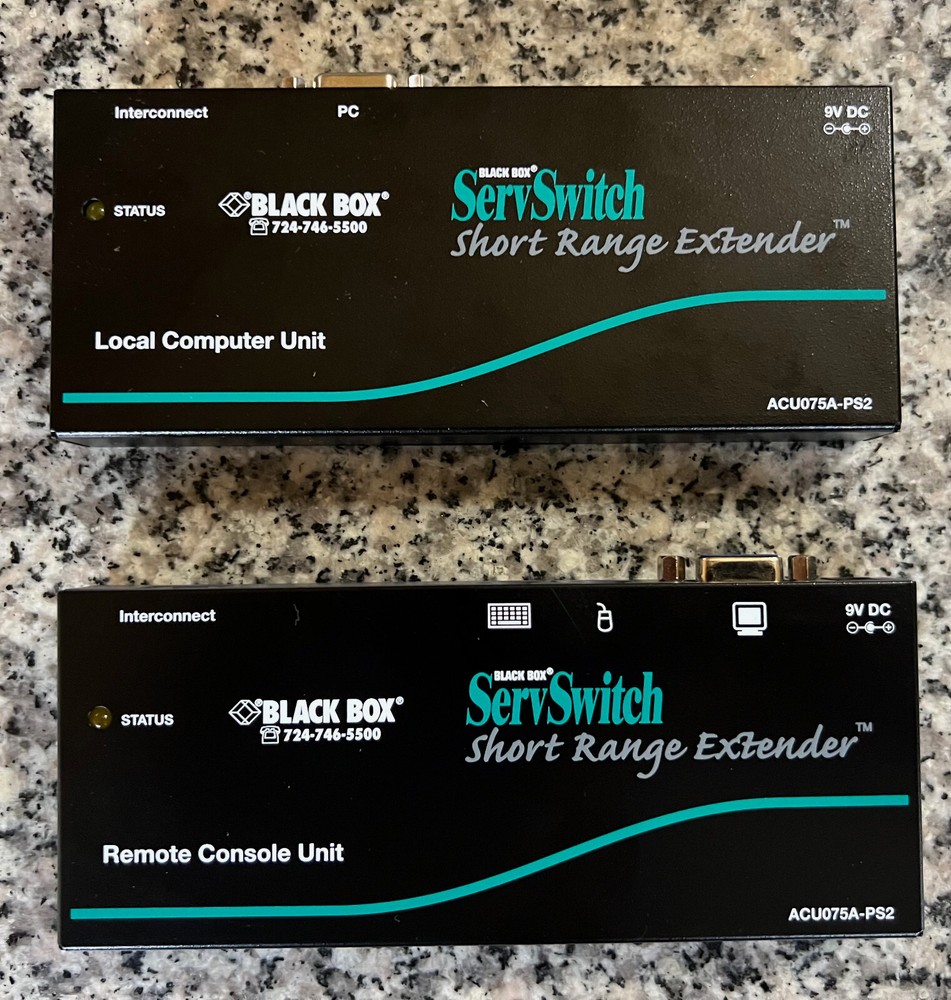 Interconnect PC 9V DC
BLACK BOX®
ServSwitch
STATUS BLACK BOX®
724-746-5500
Short Range Extender™
Local Computer Unit
ACU075A-PS2
Interconnect 9V DC
BLACK BOX®
ServSwitch
STATUS BLACK BOX®
724-746-5500
Short Range Extender™
Remote Console Unit
ACU075A-PS2